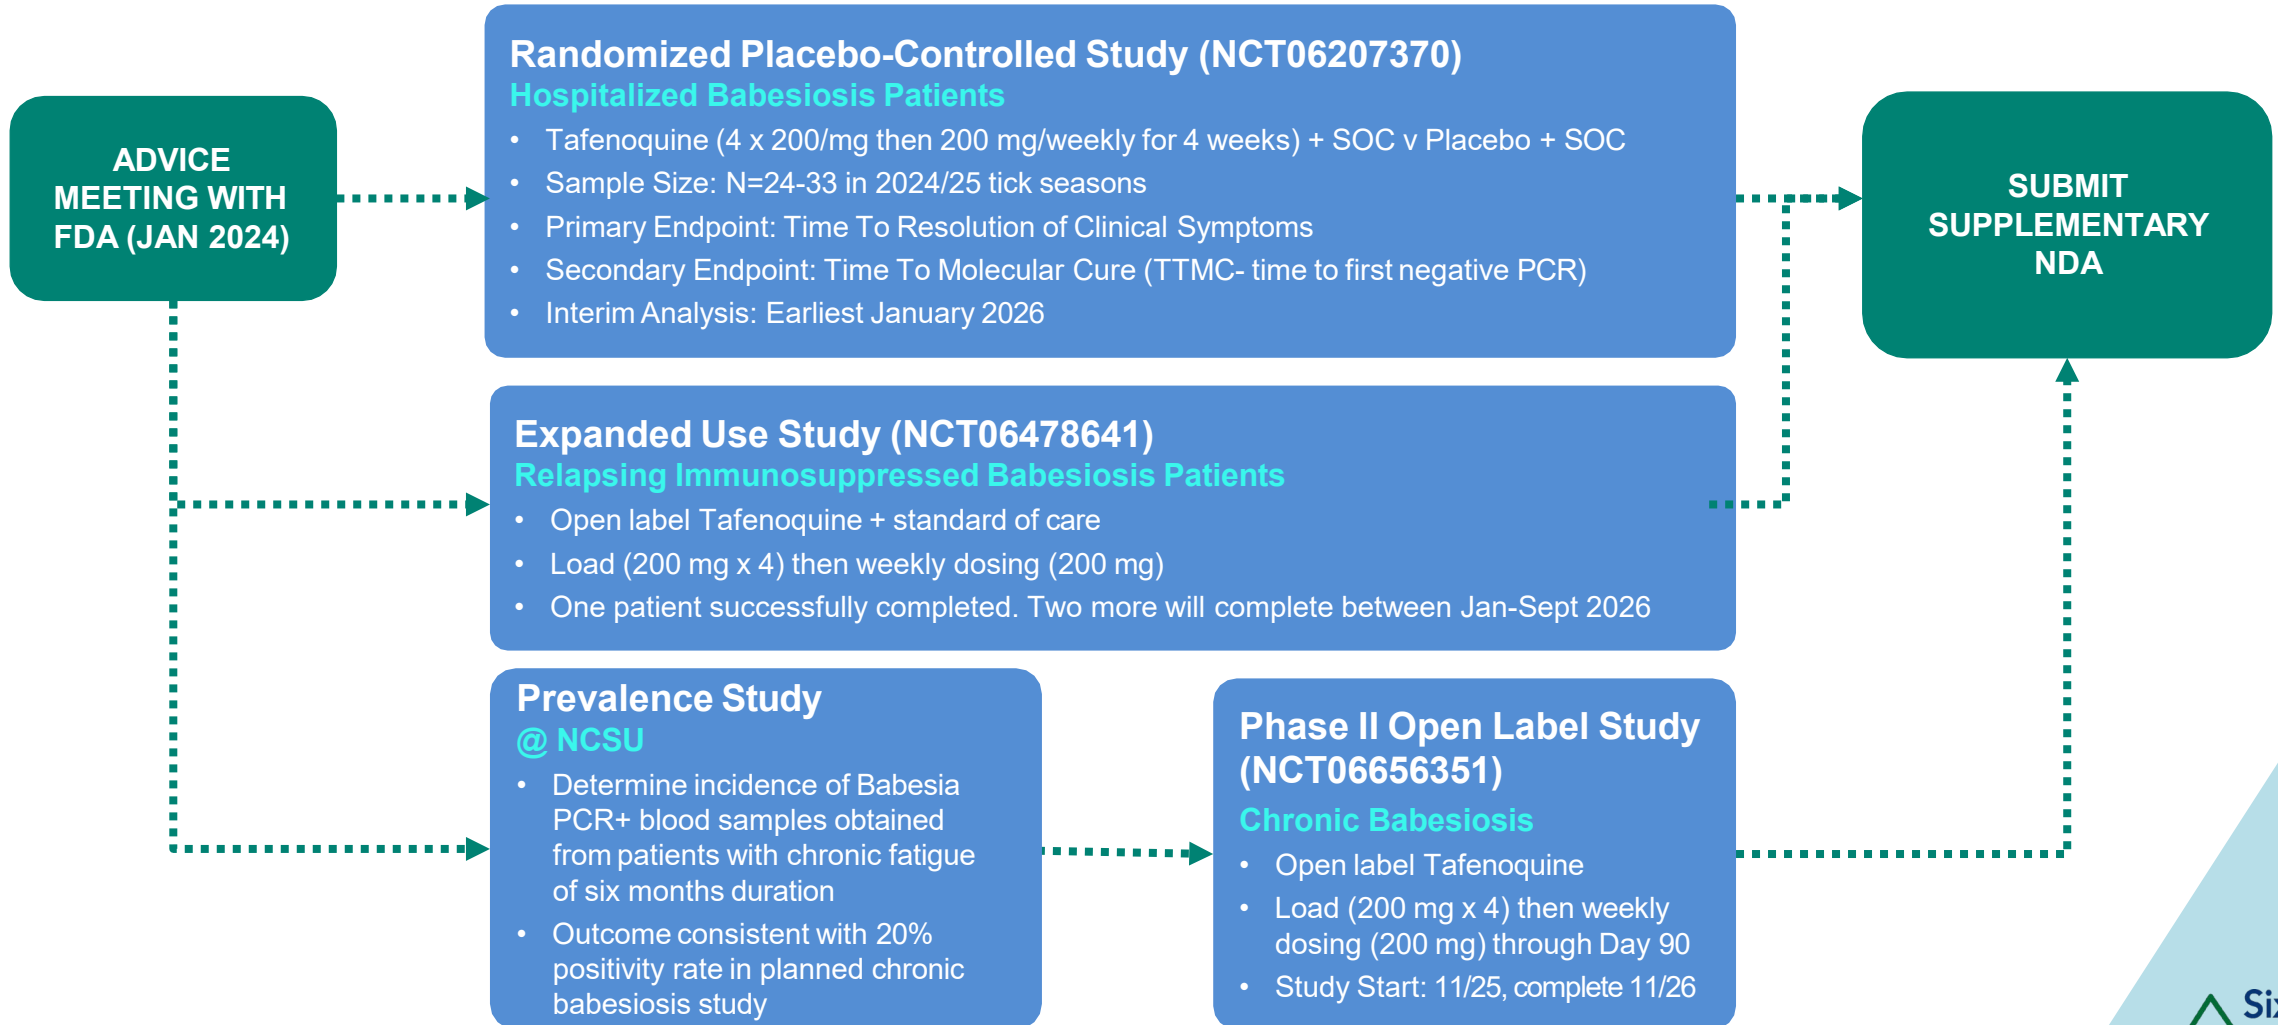 ADVICE
MEETING WITH
FDA (JAN 2024)
Randomized Placebo-Controlled Study (NCT06207370)
Hospitalized Babesiosis Patients
• Tafenoquine (4 x 200/mg then 200 mg/weekly for 4 weeks) + SOC v Placebo + SOC
• Sample Size: N=24-33 in 2024/25 tick seasons
• Primary Endpoint: Time To Resolution of Clinical Symptoms
• Secondary Endpoint: Time To Molecular Cure (TTMC- time to first negative PCR)
• Interim Analysis: Earliest January 2026
SUBMIT
SUPPLEMENTARY
NDA
Expanded Use Study (NCT06478641)
Relapsing Immunosuppressed Babesiosis Patients
• Open label Tafenoquine + standard of care
• Load (200 mg x 4) then weekly dosing (200 mg)
• One patient successfully completed. Two more will complete between Jan-Sept 2026
Prevalence Study
@ NCSU
• Determine incidence of Babesia
PCR+ blood samples obtained
from patients with chronic fatigue
of six months duration
• Outcome consistent with 20%
positivity rate in planned chronic
babesiosis study
Phase II Open Label Study
(NCT06656351)
Chronic Babesiosis
• Open label Tafenoquine
• Load (200 mg x 4) then weekly
dosing (200 mg) through Day 90
• Study Start: 11/25, complete 11/26